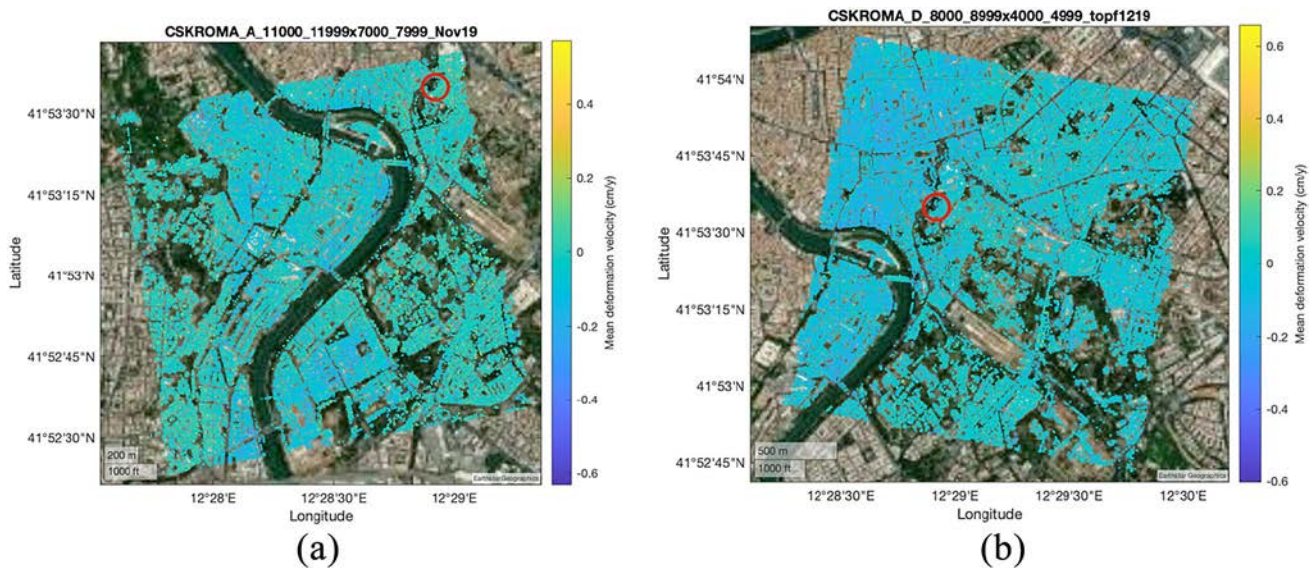 CSKROMA_A_11000_11999x7000_7999_Nov19
41°53'30"N
41°53'15"N
41°53'N
41°52'45"N
41°52'30"N
Latitude
200 m
1000 ft
Earthstar Geographics
12°28'E
12°28'30"E
12°29'E
Longitude
0.4
0.2
0
-0.2
-0.4
-0.6
Mean deformation velocity (cm/y)
(a)
CSKROMA_D_8000_8999x4000_4999_topf1219
41°54'N
41°53'45"N
41°53'30"N
41°53'15"N
41°53'N
41°52'45"N
Latitude
500 m
1000 ft
Earthstar Geographics
12°28'30"E
12°29'E
12°29'30"E
12°30'E
Longitude
0.6
0.4
0.2
0
-0.2
-0.4
-0.6
Mean deformation velocity (cm/y)
(b)